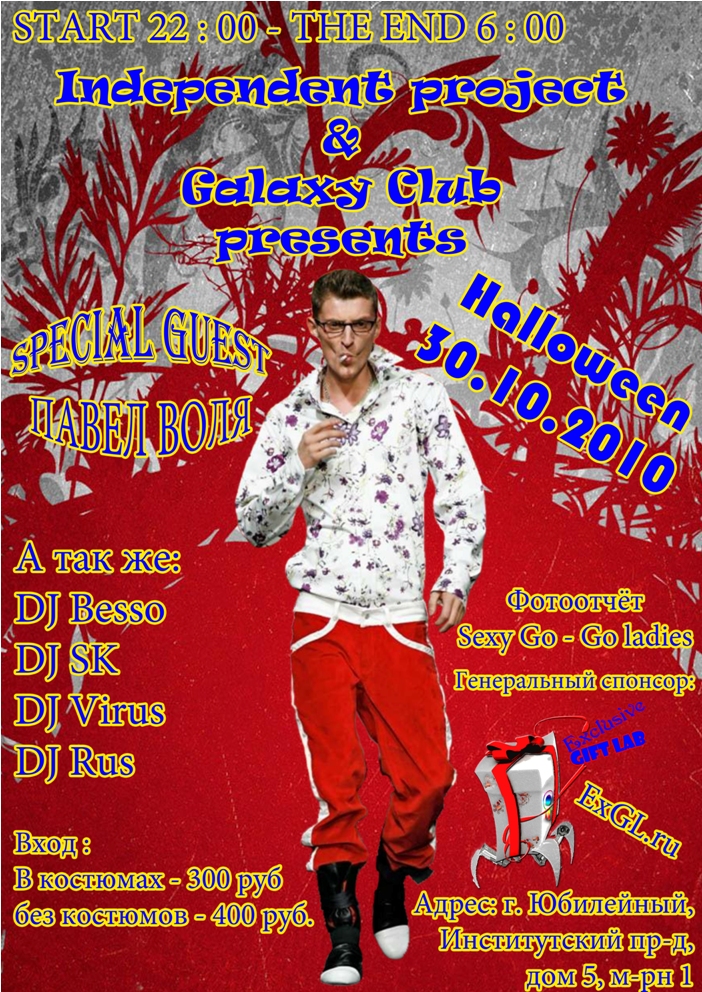 START 22 : 00 - THE END 6 : 00
Independent project
&
Galaxy Club
presents
Halloween
30.10.2010
SPECIAL GUEST
ПАВЕЛ ВОЛЯ
А так же:
DJ Besso
DJ SK
DJ Virus
DJ Rus
Фотоотчёт
Sexy Go - Go ladies
Генеральный спонсор:
Exclusive
GIFT LAB
ExGL.ru
Вход :
В костюмах - 300 руб
без костюмов - 400 руб.
Адрес: г. Юбилейный,
Институтский пр-д,
дом 5, м-рн 1